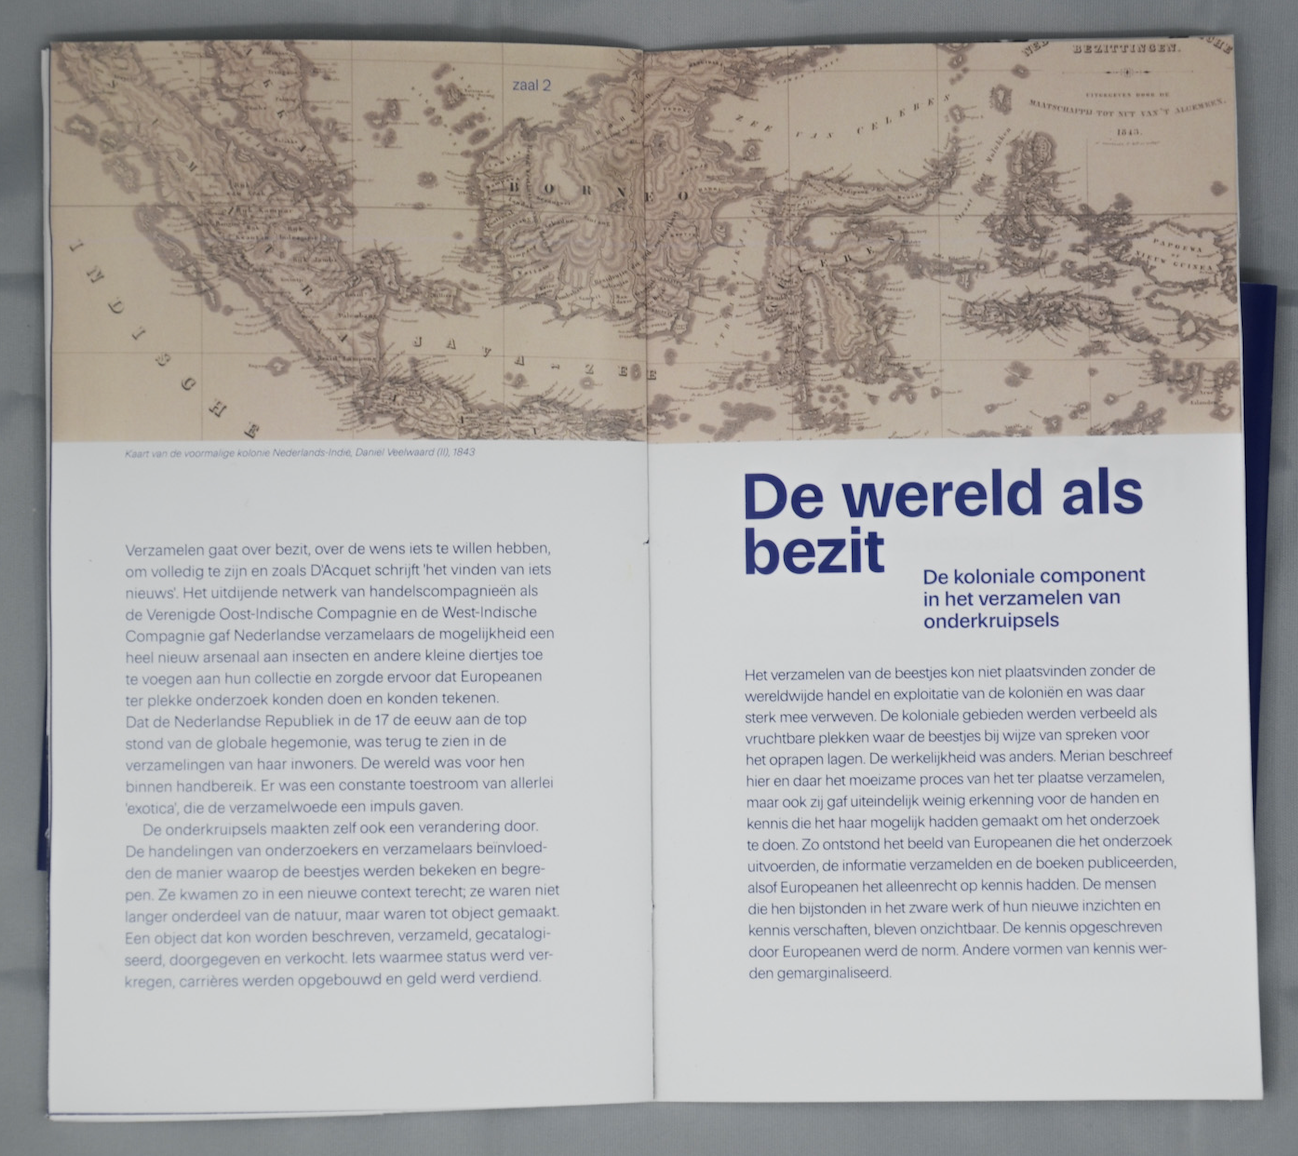 zaal 2
BEZITTINGEN.
UITGEGEVEN DOOR DE
MAATSCHAPPIJ TOT NUT VAN 'T ALGEMEEN.
1843.
ZEE VAN CELEBES
BORNEO
PAPOEWA
NIEUW GUINEA
INDISCHE
JAVA-ZEE
Kaart van de voormalige kolonie Nederlands-Indië, Daniel Veelwaard (II), 1843
Verzamelen gaat over bezit, over de wens iets te willen hebben,
om volledig te zijn en zoals D'Acquet schrijft 'het vinden van iets
nieuws'. Het uitdijende netwerk van handelscompagnieën als
de Verenigde Oost-Indische Compagnie en de West-Indische
Compagnie gaf Nederlandse verzamelaars de mogelijkheid een
heel nieuw arsenaal aan insecten en andere kleine diertjes toe
te voegen aan hun collectie en zorgde ervoor dat Europeanen
ter plekke onderzoek konden doen en konden tekenen.
Dat de Nederlandse Republiek in de 17 de eeuw aan de top
stond van de globale hegemonie, was terug te zien in de
verzamelingen van haar inwoners. De wereld was voor hen
binnen handbereik. Er was een constante toestroom van allerlei
'exotica', die de verzamelwoede een impuls gaven.
De onderkruipsels maakten zelf ook een verandering door.
De handelingen van onderzoekers en verzamelaars beïnvloed-
den de manier waarop de beestjes werden bekeken en begre-
pen. Ze kwamen zo in een nieuwe context terecht; ze waren niet
langer onderdeel van de natuur, maar waren tot object gemaakt.
Een object dat kon worden beschreven, verzameld, gecatalogi-
seerd, doorgegeven en verkocht. Iets waarmee status werd ver-
kregen, carrières werden opgebouwd en geld werd verdiend.
De wereld als
bezit
De koloniale component
in het verzamelen van
onderkruipsels
Het verzamelen van de beestjes kon niet plaatsvinden zonder de
wereldwijde handel en exploitatie van de koloniën en was daar
sterk mee verweven. De koloniale gebieden werden verbeeld als
vruchtbare plekken waar de beestjes bij wijze van spreken voor
het oprapen lagen. De werkelijkheid was anders. Merian beschreef
hier en daar het moeizame proces van het ter plaatse verzamelen,
maar ook zij gaf uiteindelijk weinig erkenning voor de handen en
kennis die het haar mogelijk hadden gemaakt om het onderzoek
te doen. Zo ontstond het beeld van Europeanen die het onderzoek
uitvoerden, de informatie verzamelden en de boeken publiceerden,
alsof Europeanen het alleenrecht op kennis hadden. De mensen
die hen bijstonden in het zware werk of hun nieuwe inzichten en
kennis verschaften, bleven onzichtbaar. De kennis opgeschreven
door Europeanen werd de norm. Andere vormen van kennis wer-
den gemarginaliseerd.